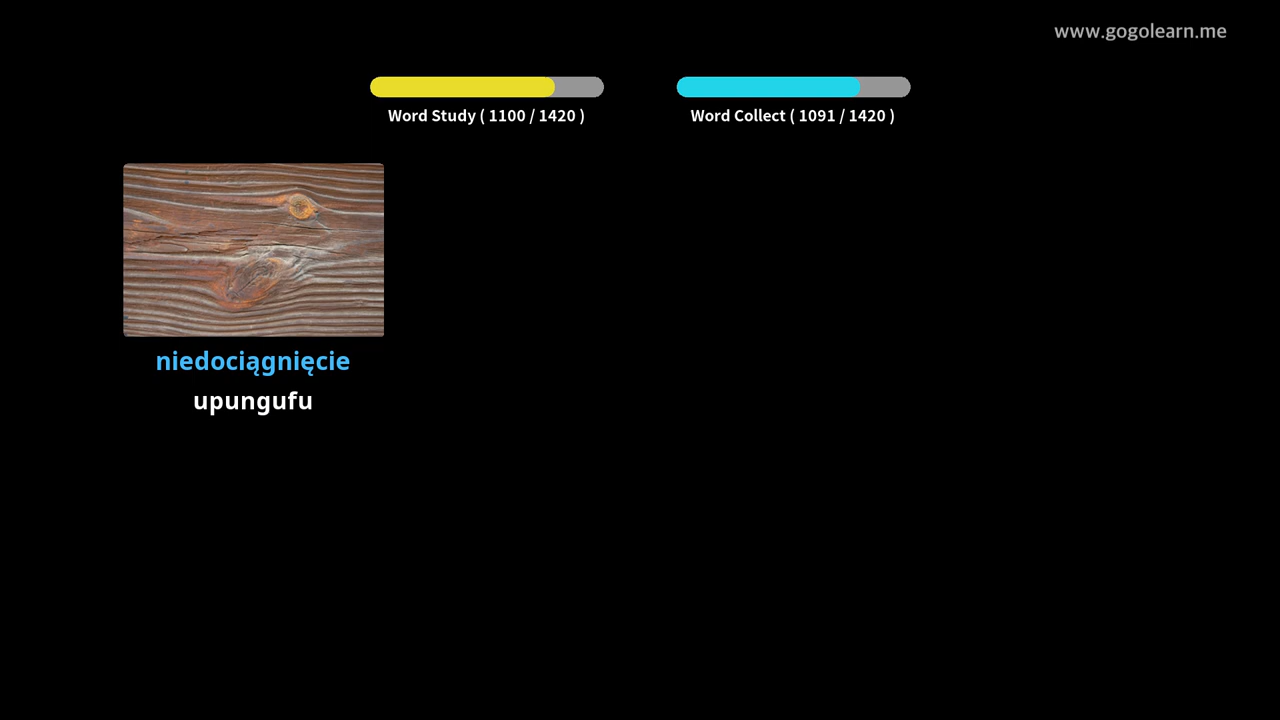 www.gogolearn.me
Word Study ( 1100 / 1420 )
Word Collect ( 1091 / 1420 )
niedociągnięcie
upungufu